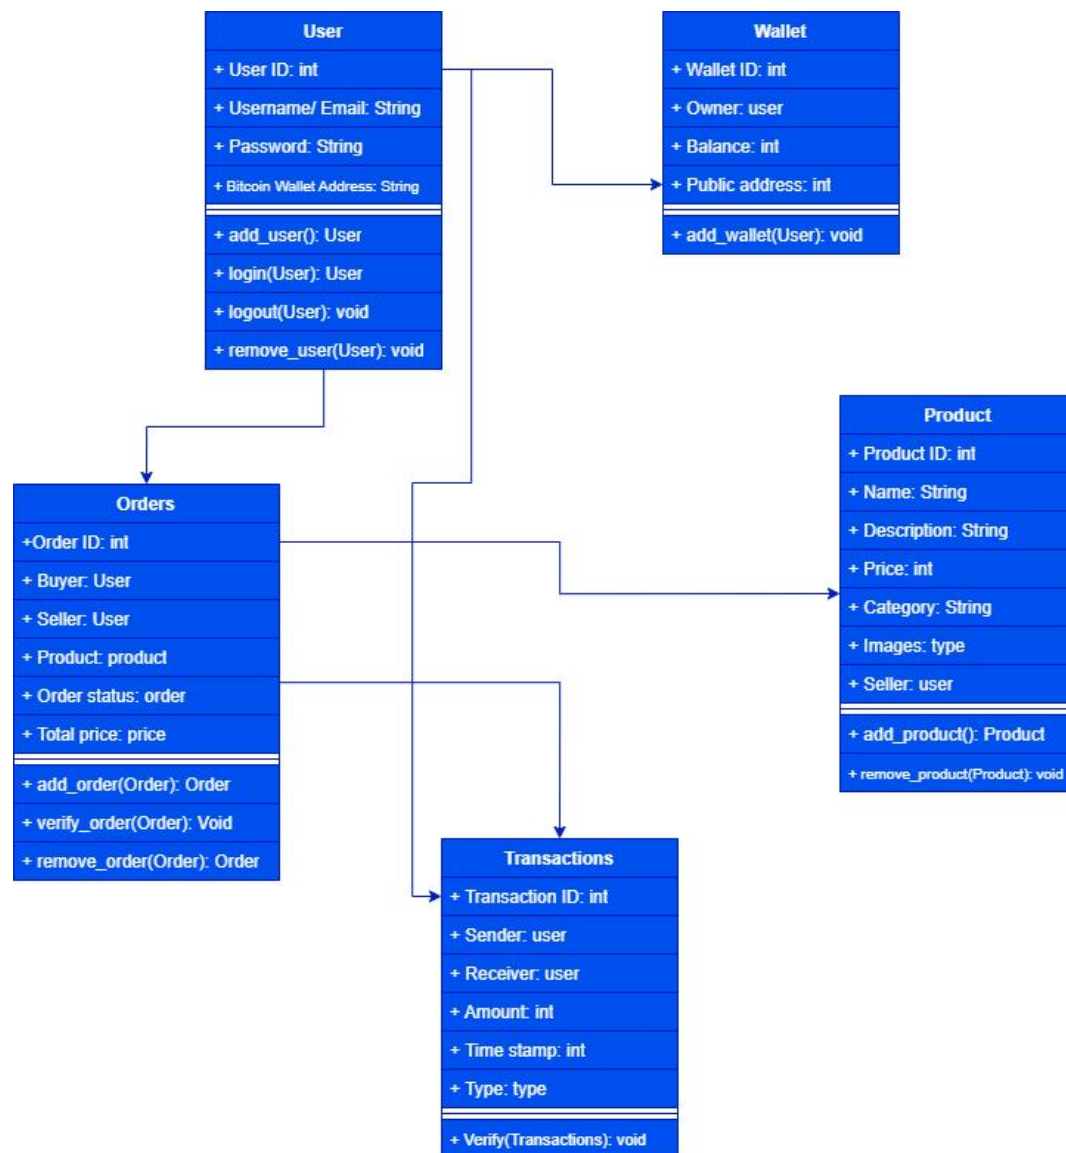 User
+ User ID: int
+ Username/ Email: String
+ Password: String
+ Bitcoin Wallet Address: String
+ add_user(): User
+ login(User): User
+ logout(User): void
+ remove_user(User): void
Wallet
+ Wallet ID: int
+ Owner: user
+ Balance: int
+ Public address: int
+ add_wallet(User): void
Product
+ Product ID: int
+ Name: String
+ Description: String
+ Price: int
+ Category: String
+ Images: type
+ Seller: user
+ add_product(): Product
+ remove_product(Product): void
Orders
+Order ID: int
+ Buyer: User
+ Seller: User
+ Product: product
+ Order status: order
+ Total price: price
+ add_order(Order): Order
+ verify_order(Order): Void
+ remove_order(Order): Order
Transactions
+ Transaction ID: int
+ Sender: user
+ Receiver: user
+ Amount: int
+ Time stamp: int
+ Type: type
+ Verify(Transactions): void